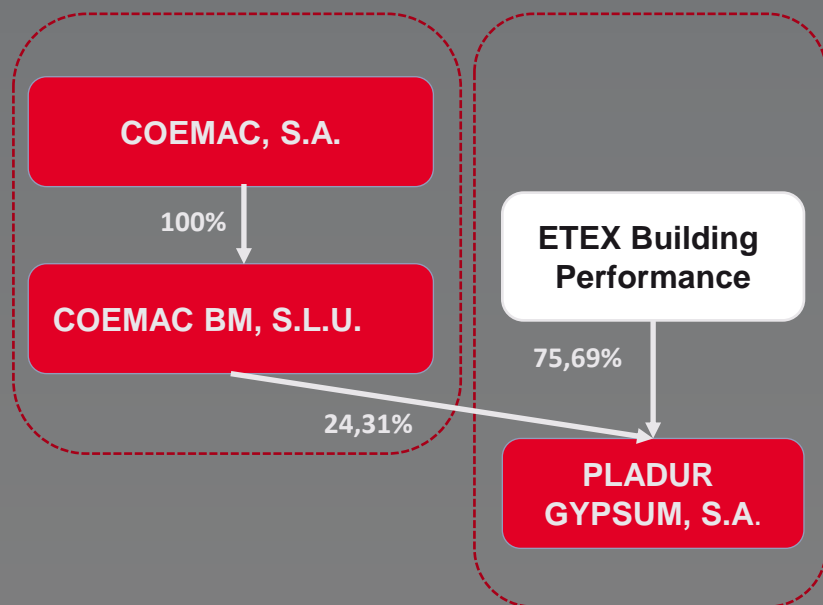 COEMAC, S.A.
100%
COEMAC BM, S.L.U.
24,31%
ETEX Building
Performance
75,69%
PLADUR
GYPSUM, S.A.